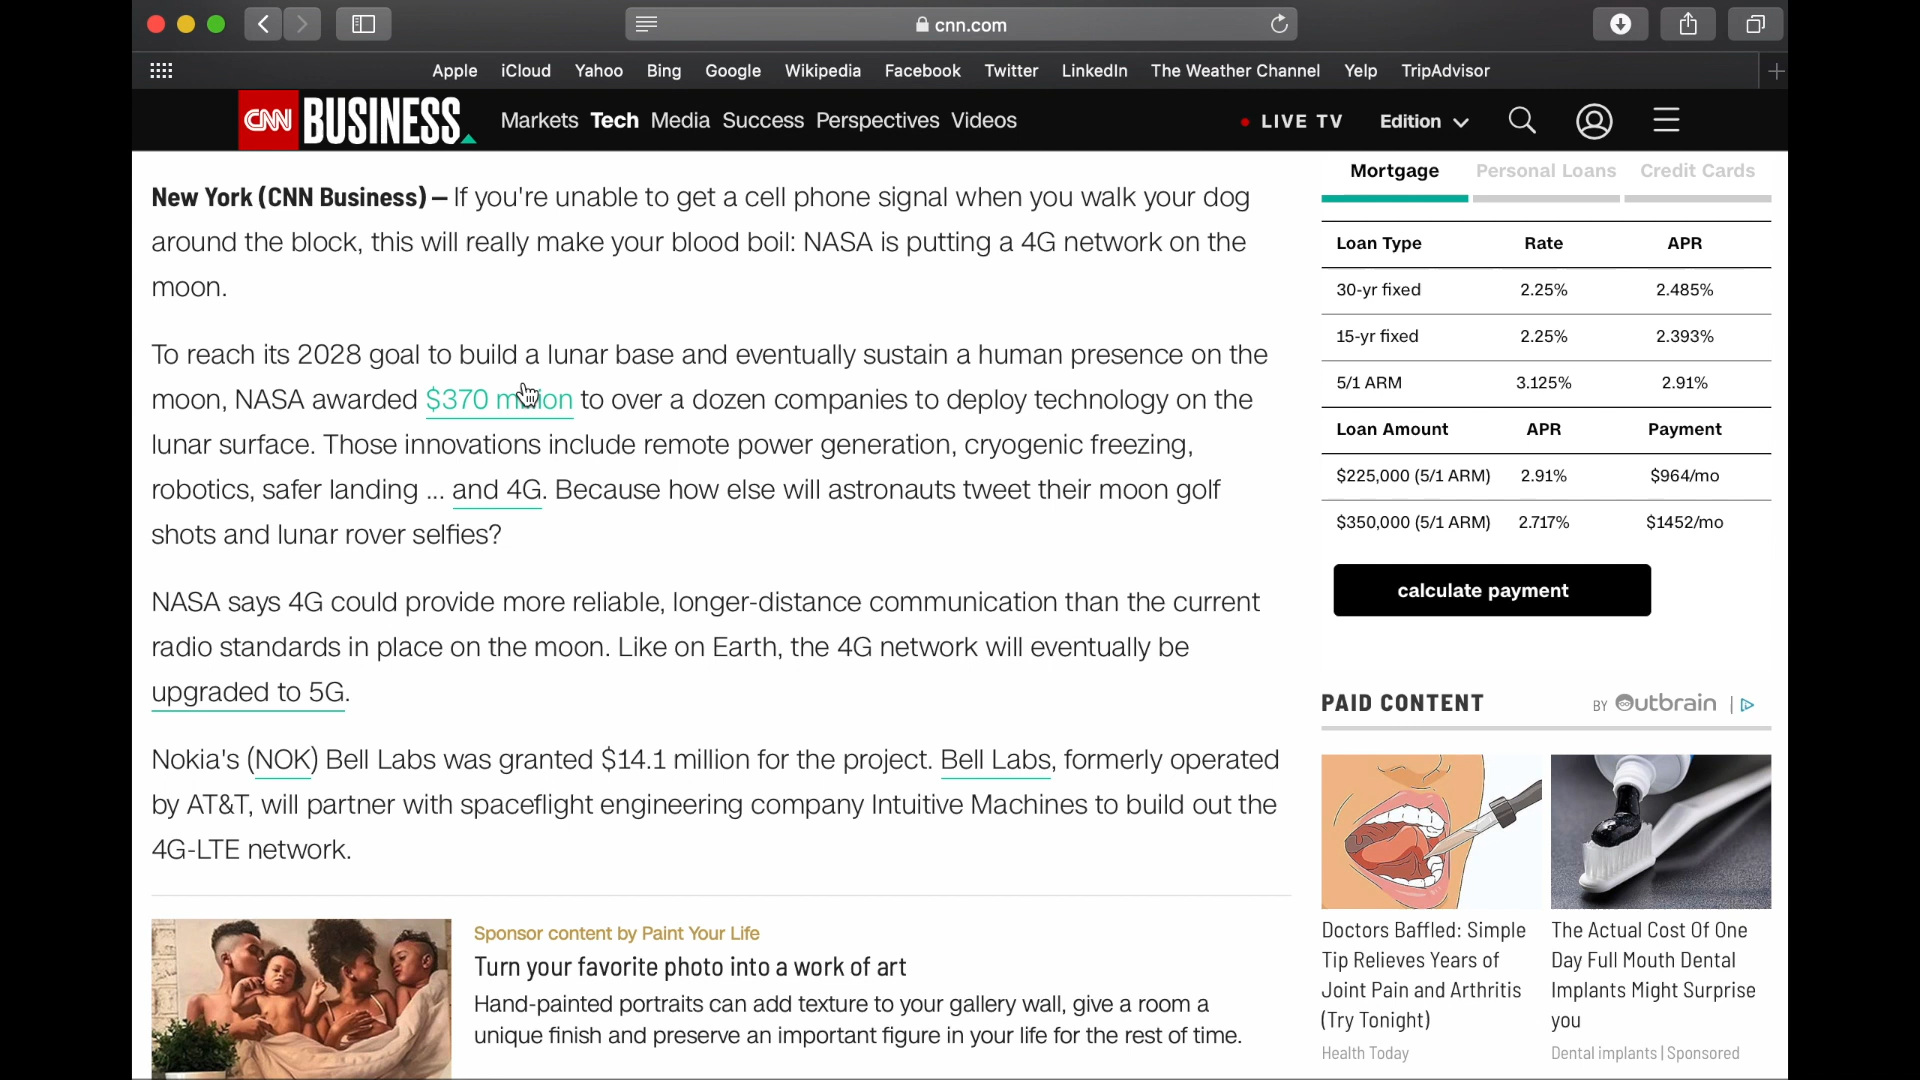 cnn.com
Apple iCloud Yahoo Bing Google Wikipedia Facebook Twitter LinkedIn The Weather Channel Yelp TripAdvisor
CNN BUSINESS Markets Tech Media Success Perspectives Videos LIVE TV Edition
New York (CNN Business) — If you're unable to get a cell phone signal when you walk your dog
around the block, this will really make your blood boil: NASA is putting a 4G network on the
moon.
To reach its 2028 goal to build a lunar base and eventually sustain a human presence on the
moon, NASA awarded $370 million to over a dozen companies to deploy technology on the
lunar surface. Those innovations include remote power generation, cryogenic freezing,
robotics, safer landing ... and 4G. Because how else will astronauts tweet their moon golf
shots and lunar rover selfies?
NASA says 4G could provide more reliable, longer-distance communication than the current
radio standards in place on the moon. Like on Earth, the 4G network will eventually be
upgraded to 5G.
Nokia's (NOK) Bell Labs was granted $14.1 million for the project. Bell Labs, formerly operated
by AT&T, will partner with spaceflight engineering company Intuitive Machines to build out the
4G-LTE network.
Sponsor content by Paint Your Life
Turn your favorite photo into a work of art
Hand-painted portraits can add texture to your gallery wall, give a room a
unique finish and preserve an important figure in your life for the rest of time.
Mortgage Personal Loans Credit Cards
Loan Type Rate APR
30-yr fixed 2.25% 2.485%
15-yr fixed 2.25% 2.393%
5/1 ARM 3.125% 2.91%
Loan Amount APR Payment
$225,000 (5/1 ARM) 2.91% $964/mo
$350,000 (5/1 ARM) 2.717% $1452/mo
calculate payment
PAID CONTENT BY Outbrain |
Doctors Baffled: Simple
Tip Relieves Years of
Joint Pain and Arthritis
(Try Tonight)
Health Today
The Actual Cost Of One
Day Full Mouth Dental
Implants Might Surprise
you
Dental implants | Sponsored